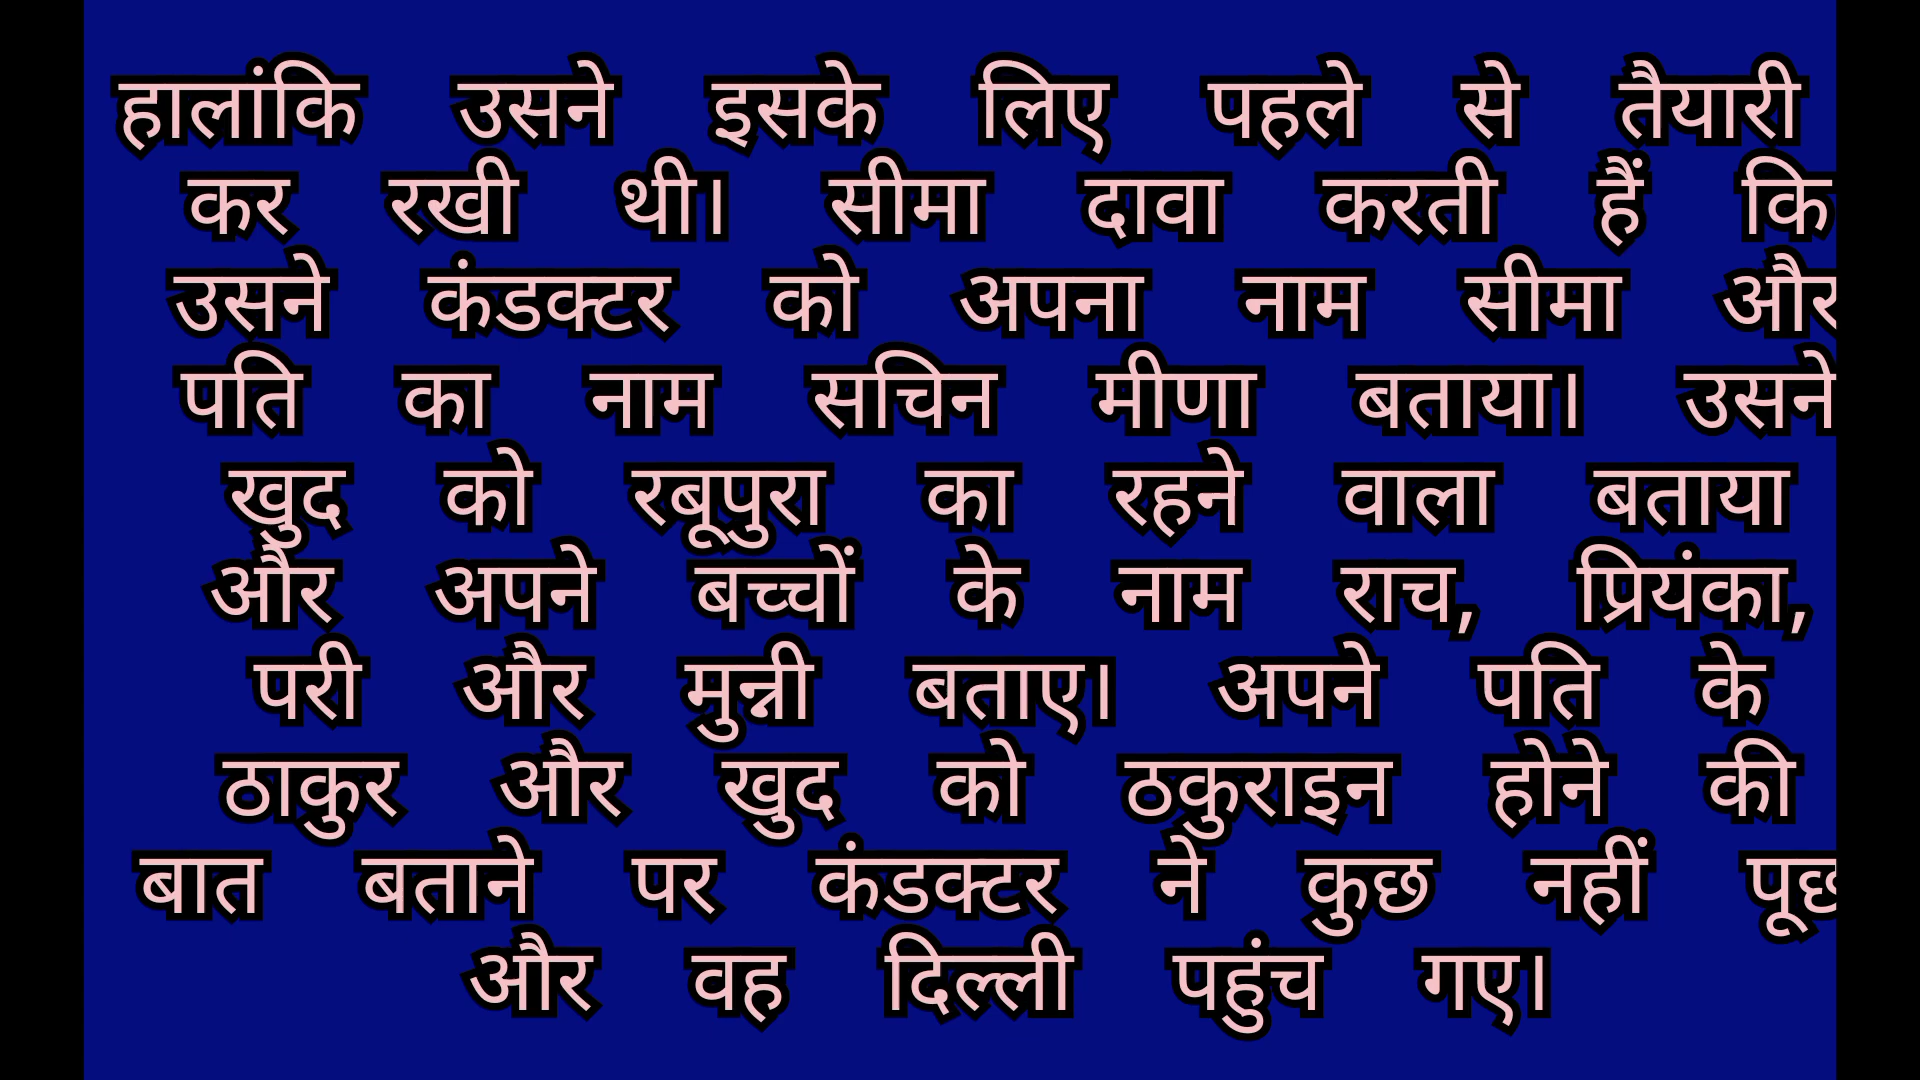 हालांकि उसने इसके लिए पहले से तैयारी
कर रखी थी। सीमा दावा करती हैं कि
उसने कंडक्टर को अपना नाम सीमा और
पति का नाम सचिन मीणा बताया। उसने
खुद को रबूपुरा का रहने वाला बताया
और अपने बच्चों के नाम राच, प्रियंका,
परी और मुन्नी बताए। अपने पति के
ठाकुर और खुद को ठकुराइन होने की
बात बताने पर कंडक्टर ने कुछ नहीं पूछ
और वह दिल्ली पहुंच गए।